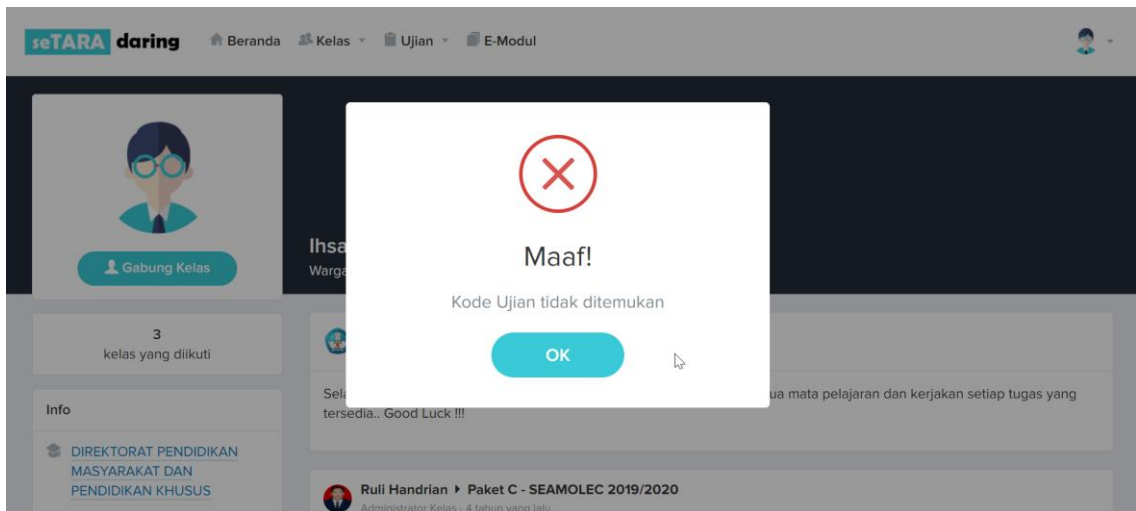 seTARA daring Beranda Kelas Ujian E-Modul
Maaf!
Kode Ujian tidak ditemukan
OK
Gabung Kelas
Ihsa
Warga
3
kelas yang diikuti
Sela
ua mata pelajaran dan kerjakan setiap tugas yang
tersedia.. Good Luck !!!
Info
DIREKTORAT PENDIDIKAN
MASYARAKAT DAN
PENDIDIKAN KHUSUS
Ruli Handrian Paket C - SEAMOLEC 2019/2020
Administrator Kelas - 4 tahun yang lalu